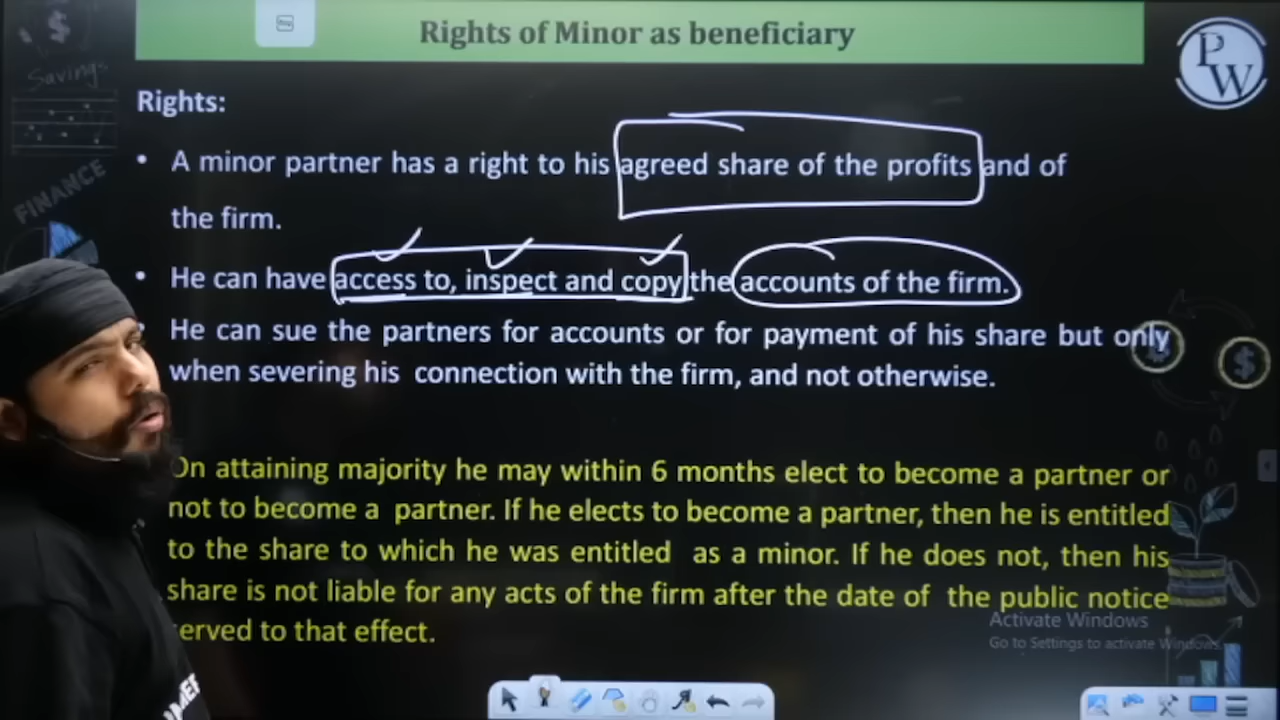 Rights of Minor as beneficiary
P
W
Savings
Rights:
• A minor partner has a right to his agreed share of the profits and of
FINANCE
the firm.
• He can have access to, inspect and copy the accounts of the firm.
He can sue the partners for accounts or for payment of his share but only
when severing his connection with the firm, and not otherwise.
On attaining majority he may within 6 months elect to become a partner or
not to become a partner. If he elects to become a partner, then he is entitled
to the share to which he was entitled as a minor. If he does not, then his
share is not liable for any acts of the firm after the date of the public notice
erved to that effect.
Activate Windows
Go to Settings to activate Windows.